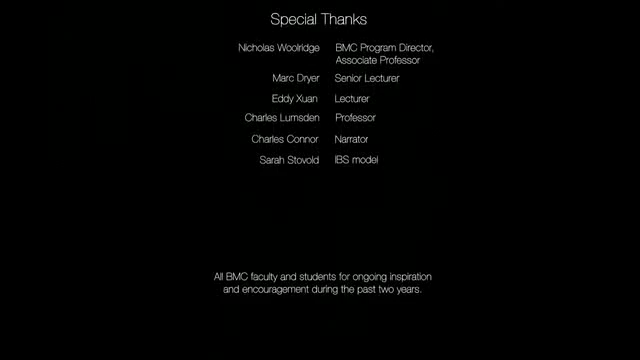 Special Thanks
Nicholas Woolridge BMC Program Director,
Associate Professor
Marc Dryer Senior Lecturer
Eddy Xuan Lecturer
Charles Lumsden Professor
Charles Connor Narrator
Sarah Stovold IBS model
All BMC faculty and students for ongoing inspiration
and encouragement during the past two years.